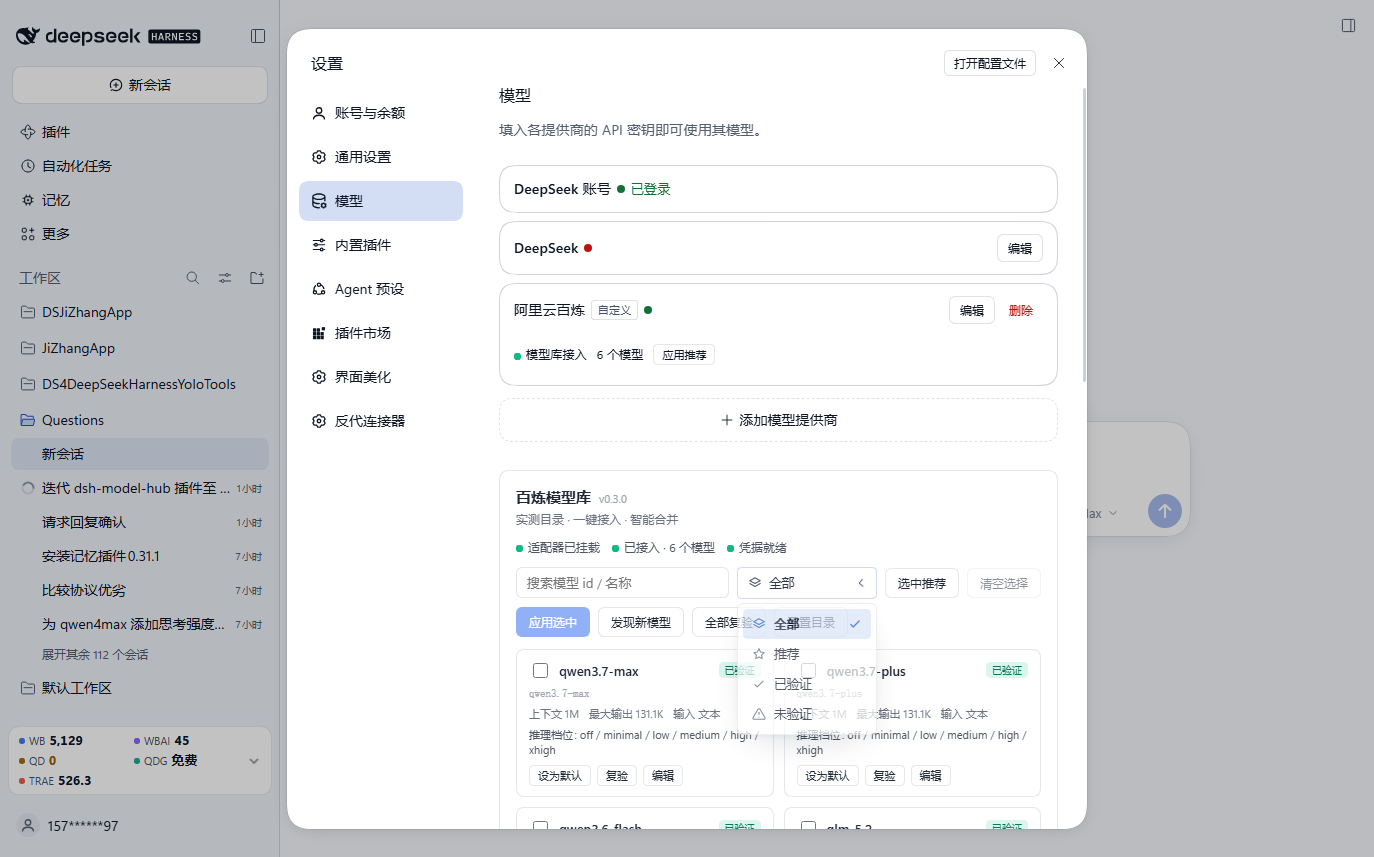 deepseek HARNESS
新会话
插件
自动化任务
记忆
更多
工作区
DSJiZhangApp
JiZhangApp
DS4DeepSeekHarnessYoloTools
Questions
新会话
迭代 dsh-model-hub 插件至 ... 1小时
请求回复确认 1小时
安装记忆插件0.31.1 7小时
比较协议优劣 7小时
为 qwen4max 添加思考强度... 7小时
展开其余 112 个会话
默认工作区
WB 5,129 WBAI 45
QD 0 QDG 免费
TRAE 526.3
157******97
设置
打开配置文件
账号与余额
通用设置
模型
内置插件
Agent 预设
插件市场
界面美化
反代连接器
模型
填入各提供商的 API 密钥即可使用其模型。
DeepSeek 账号 已登录
DeepSeek 编辑
阿里云百炼 自定义 编辑 删除
模型库接入 6 个模型 应用推荐
添加模型提供商
百炼模型库 v0.3.0
实测目录 · 一键接入 · 智能合并
适配器已挂载 已接入 · 6 个模型 凭据就绪
搜索模型 id / 名称 全部 选中推荐 清空选择
应用选中 发现新模型 全部复验 置目录
全部
推荐
已验证
未验证
qwen3.7-max 已验证
qwen3.7-max
上下文 1M 最大输出 131.1K 输入 文本
推理档位: off / minimal / low / medium / high /
xhigh
设为默认 复验 编辑
qwen3.7-plus 已验证
qwen3.7-plus
上下文 1M 最大输出 131.1K 输入 文本
推理档位: off / minimal / low / medium / high /
xhigh
设为默认 复验 编辑
qwen3.6-flash 已验证
glm-5.2 已验证
lax